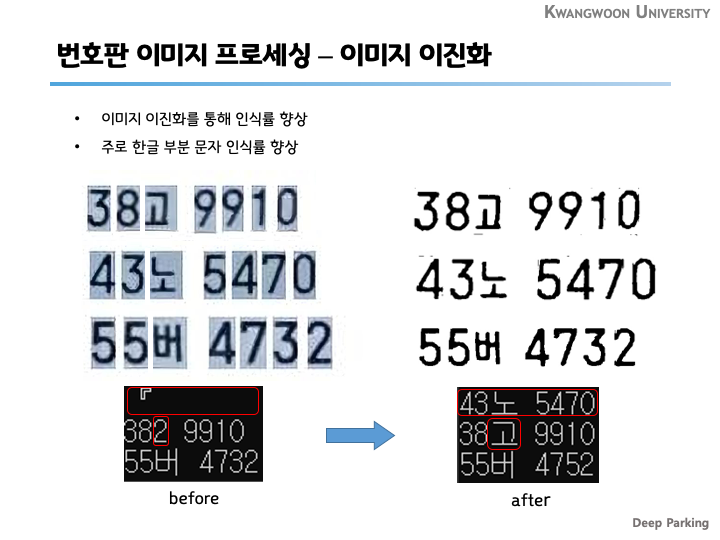 KWANGWOON UNIVERSITY
번호판 이미지 프로세싱 – 이미지 이진화
• 이미지 이진화를 통해 인식률 향상
• 주로 한글 부분 문자 인식률 향상
38고 9910
43노 5470
55버 4732
38고 9910
43노 5470
55버 4732
『
382 9910
55버 4732
before
43노 5470
38고 9910
55버 4752
after
Deep Parking